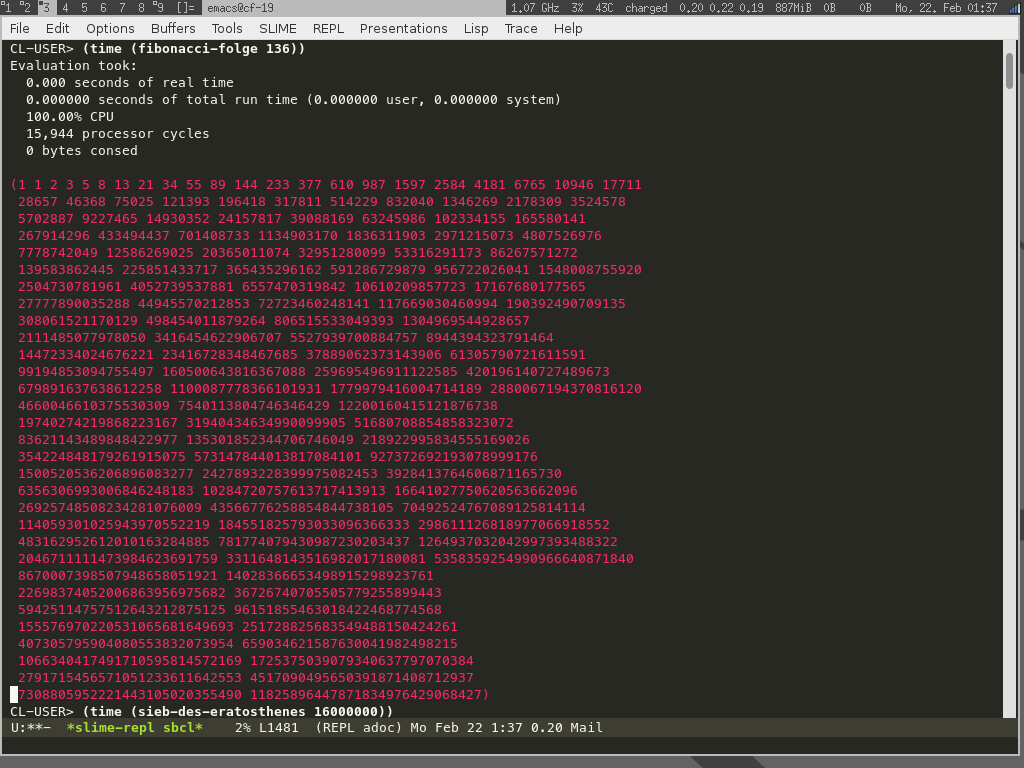 1 2 3 4 5 6 7 8 9 []= emacs@cf-19 1.07 GHz 3% 43C charged 0.20 0.22 0.19 887MiB 0B 0B Mo, 22. Feb 01:37
File Edit Options Buffers Tools SLIME REPL Presentations Lisp Trace Help
CL-USER> (time (fibonacci-folge 136))
Evaluation took:
0.000 seconds of real time
0.000000 seconds of total run time (0.000000 user, 0.000000 system)
100.00% CPU
15,944 processor cycles
0 bytes consed
(1 1 2 3 5 8 13 21 34 55 89 144 233 377 610 987 1597 2584 4181 6765 10946 17711
28657 46368 75025 121393 196418 317811 514229 832040 1346269 2178309 3524578
5702887 9227465 14930352 24157817 39088169 63245986 102334155 165580141
267914296 433494437 701408733 1134903170 1836311903 2971215073 4807526976
7778742049 12586269025 20365011074 32951280099 53316291173 86267571272
139583862445 225851433717 365435296162 591286729879 956722026041 1548008755920
2504730781961 4052739537881 6557470319842 10610209857723 17167680177565
27777890035288 44945570212853 72723460248141 117669030460994 190392490709135
308061521170129 498454011879264 806515533049393 1304969544928657
2111485077978050 3416454622906707 5527939700884757 8944394323791464
14472334024676221 23416728348467685 37889062373143906 61305790721611591
99194853094755497 160500643816367088 259695496911122585 420196140727489673
679891637638612258 1100087778366101931 1779979416004714189 2880067194370816120
4660046610375530309 7540113804746346429 12200160415121876738
19740274219868223167 31940434634990099905 51680708854858323072
83621143489848422977 135301852344706746049 218922995834555169026
354224848179261915075 573147844013817084101 927372692193078999176
1500520536206896083277 2427893228399975082453 3928413764606871165730
6356306993006846248183 10284720757613717413913 16641027750620563662096
26925748508234281076009 43566776258854844738105 70492524767089125814114
114059301025943970552219 184551825793033096366333 298611126818977066918552
483162952612010163284885 781774079430987230203437 1264937032042997393488322
2046711111473984623691759 3311648143516982017180081 5358359254990966640871840
8670007398507948658051921 14028366653498915298923761
22698374052006863956975682 36726740705505779255899443
59425114757512643212875125 96151855463018422468774568
155576970220531065681649693 251728825683549488150424261
407305795904080553832073954 659034621587630041982498215
1066340417491710595814572169 1725375039079340637797070384
2791715456571051233611642553 4517090495650391871408712937
7308805952221443105020355490 11825896447871834976429068427)
CL-USER> (time (sieb-des-eratosthenes 16000000))
U:**- *slime-repl sbcl* 2% L1481 (REPL adoc) Mo Feb 22 1:37 0.20 Mail